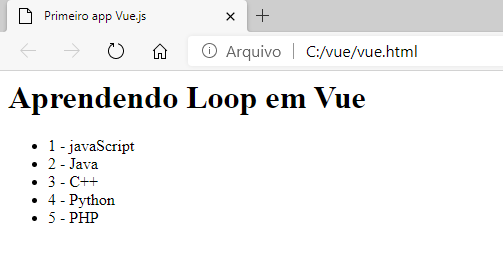 Primeiro app Vue.js
Arquivo | C:/vue/vue.html
Aprendendo Loop em Vue
1 - javaScript
2 - Java
3 - C++
4 - Python
5 - PHP